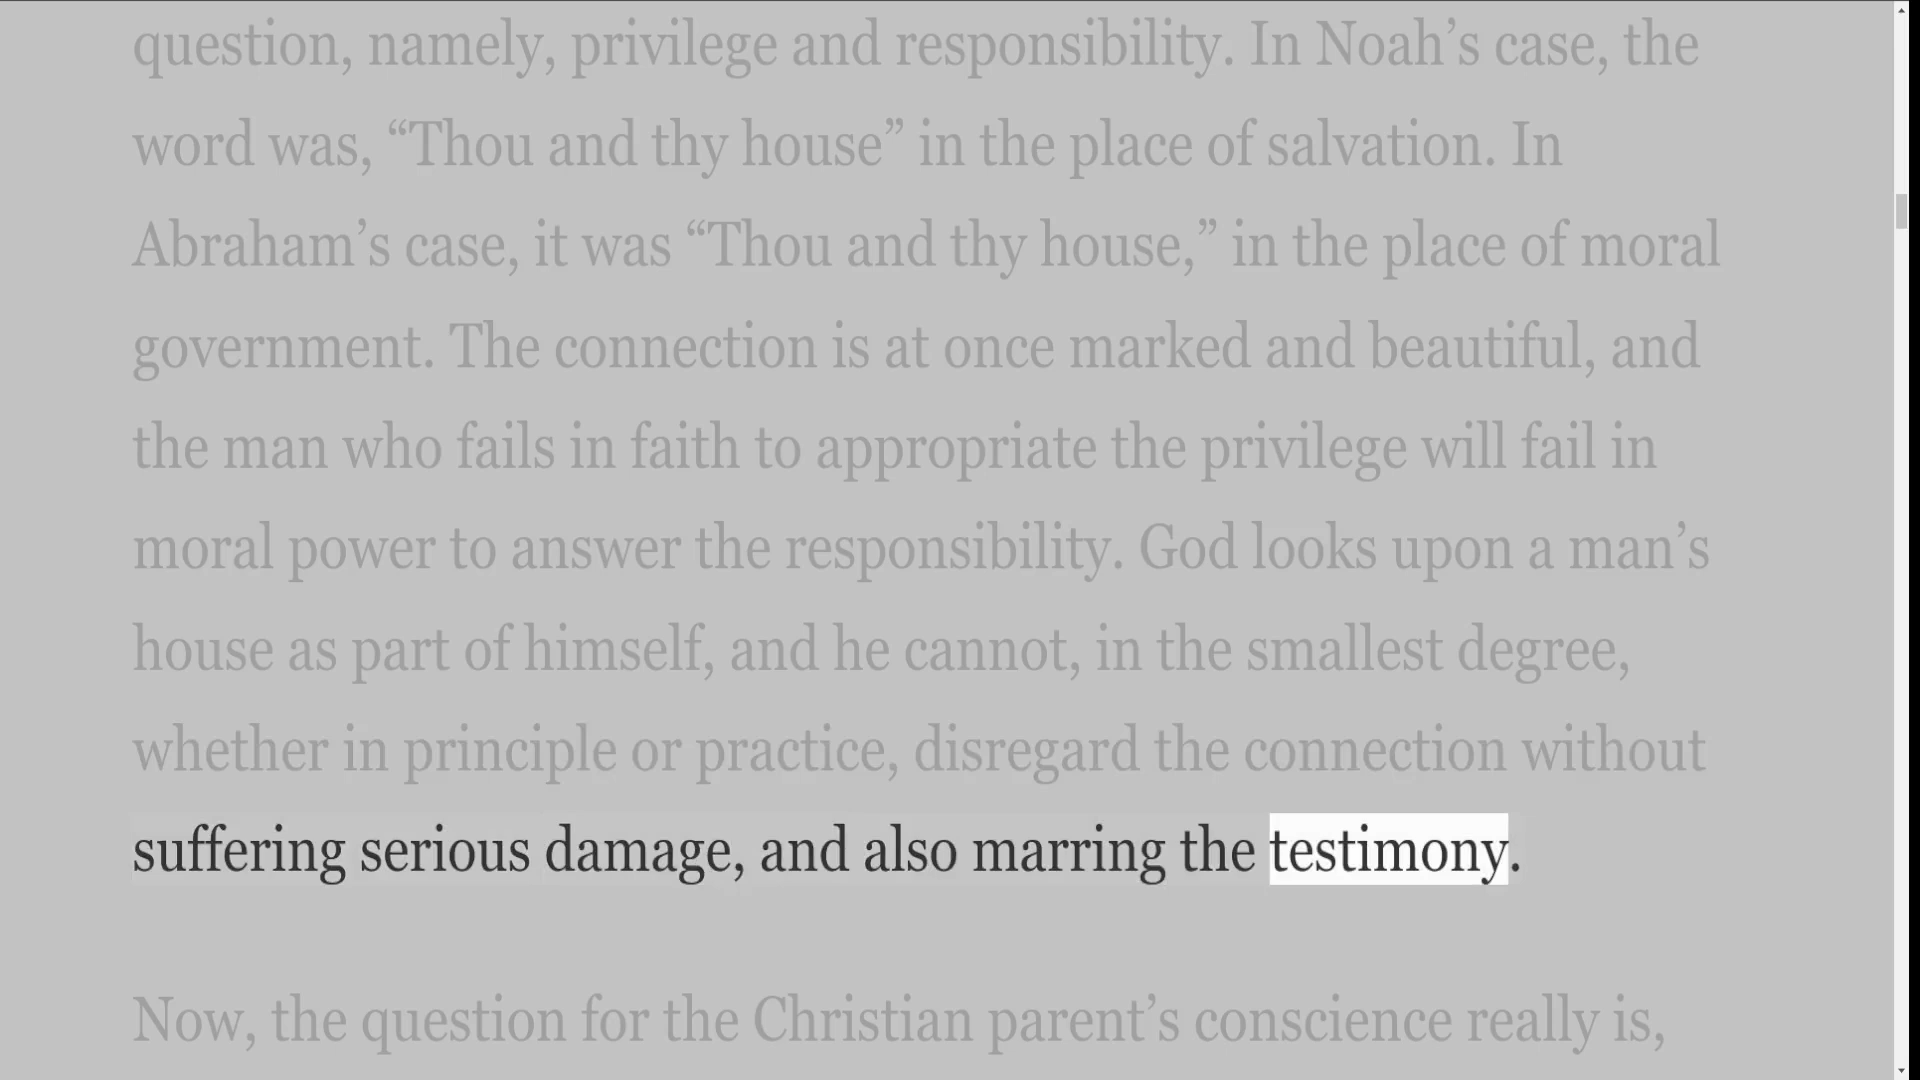 question, namely, privilege and responsibility. In Noah’s case, the
word was, “Thou and thy house” in the place of salvation. In
Abraham’s case, it was “Thou and thy house,” in the place of moral
government. The connection is at once marked and beautiful, and
the man who fails in faith to appropriate the privilege will fail in
moral power to answer the responsibility. God looks upon a man’s
house as part of himself, and he cannot, in the smallest degree,
whether in principle or practice, disregard the connection without
suffering serious damage, and also marring the testimony.
Now, the question for the Christian parent’s conscience really is,